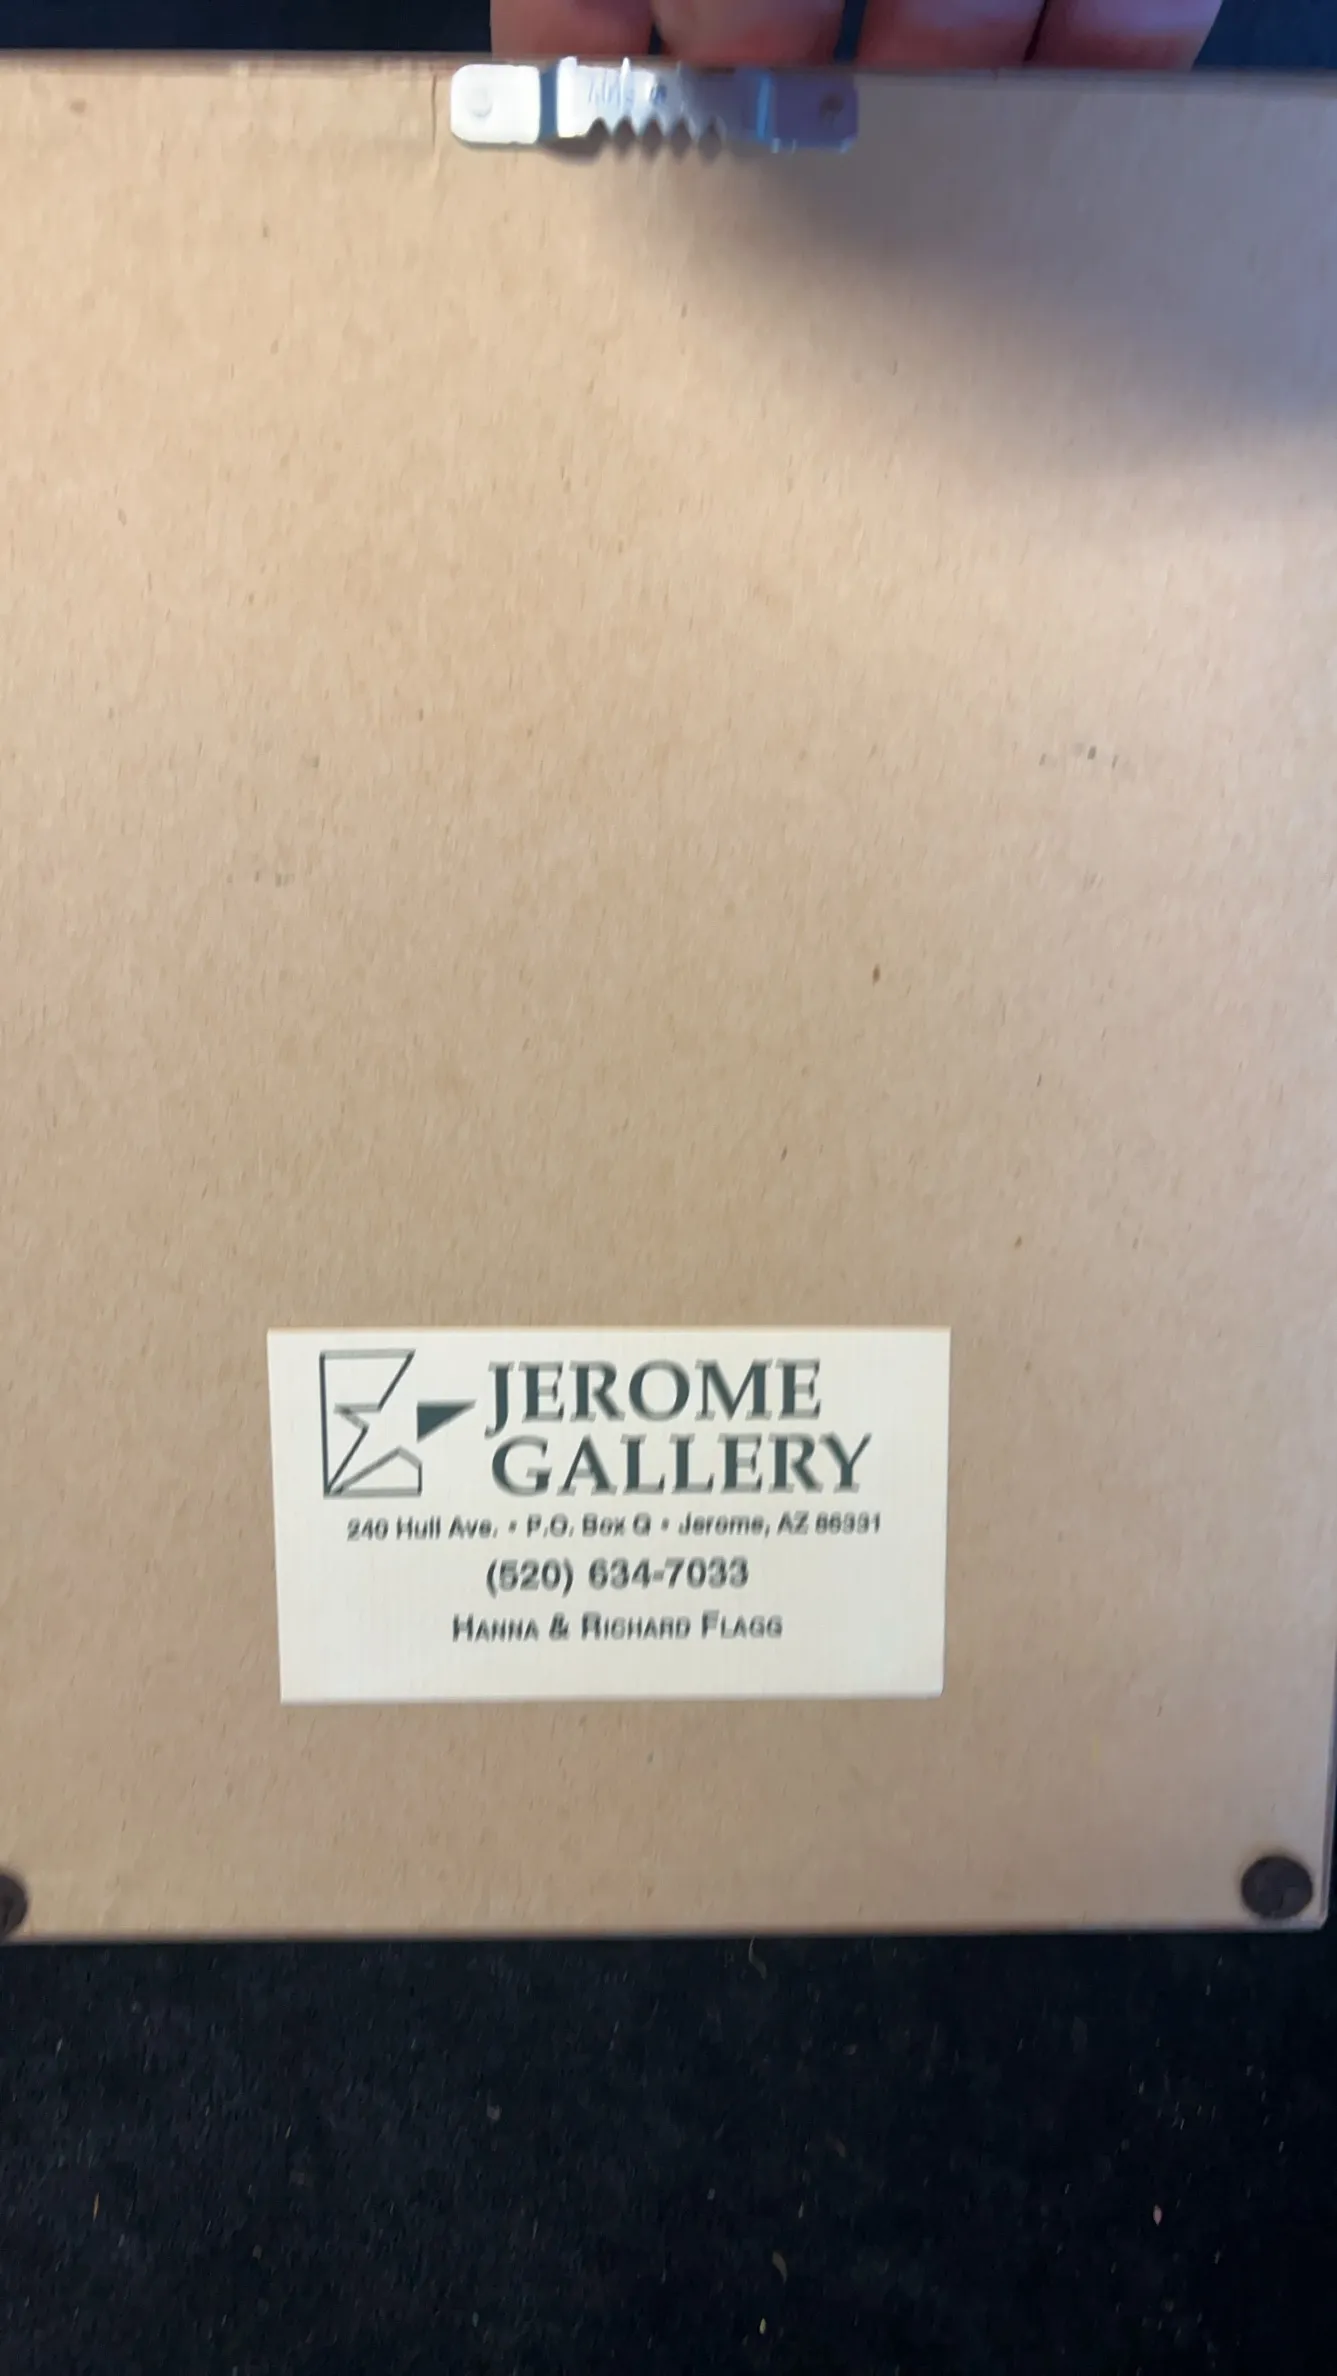 JEROME
GALLERY
240 Hull Ave. • P.O. Box Q • Jerome, AZ 86331
(520) 634-7033
HANNA & RICHARD FLAGG